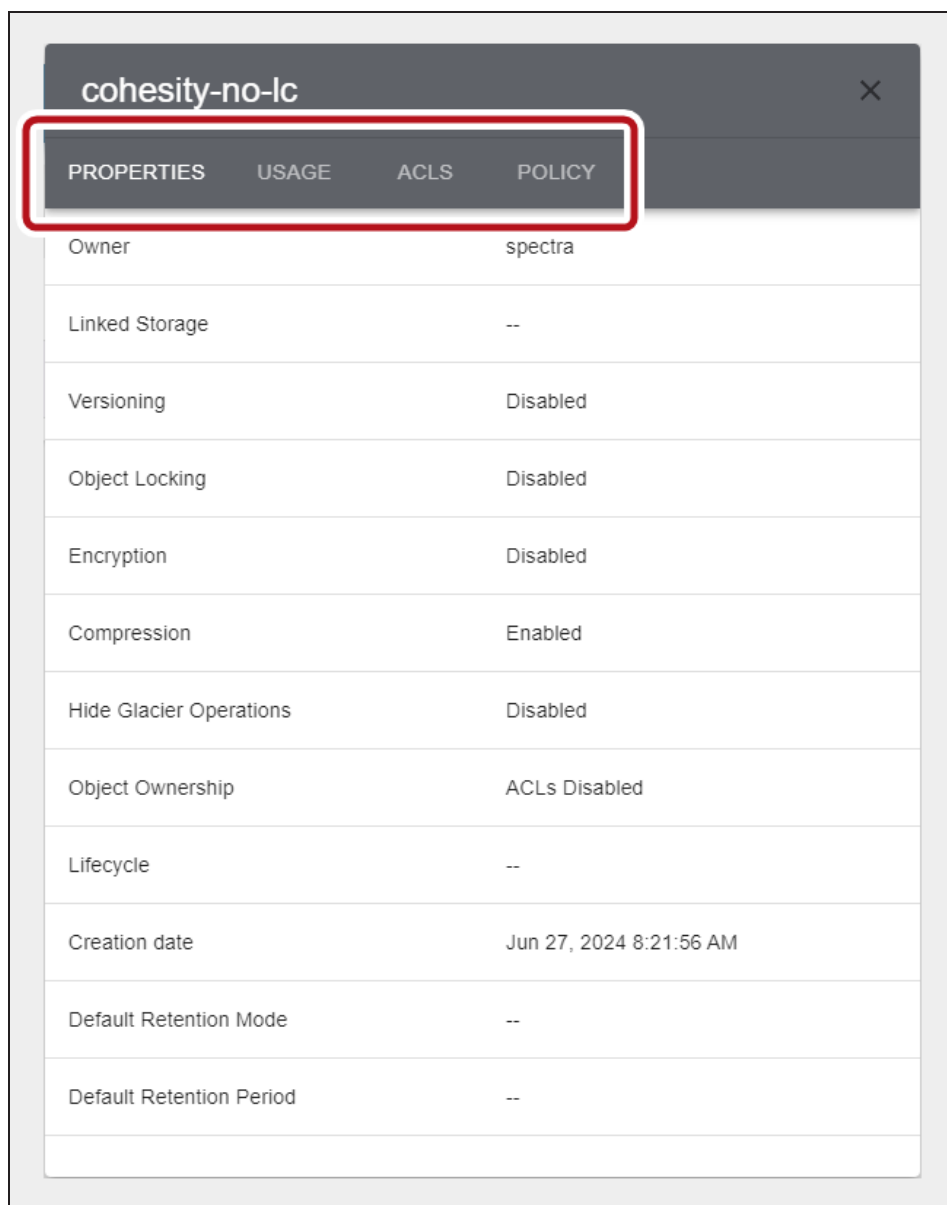 cohesity-no-lc
PROPERTIES USAGE ACLS POLICY
Owner spectra
Linked Storage --
Versioning Disabled
Object Locking Disabled
Encryption Disabled
Compression Enabled
Hide Glacier Operations Disabled
Object Ownership ACLs Disabled
Lifecycle --
Creation date Jun 27, 2024 8:21:56 AM
Default Retention Mode --
Default Retention Period --